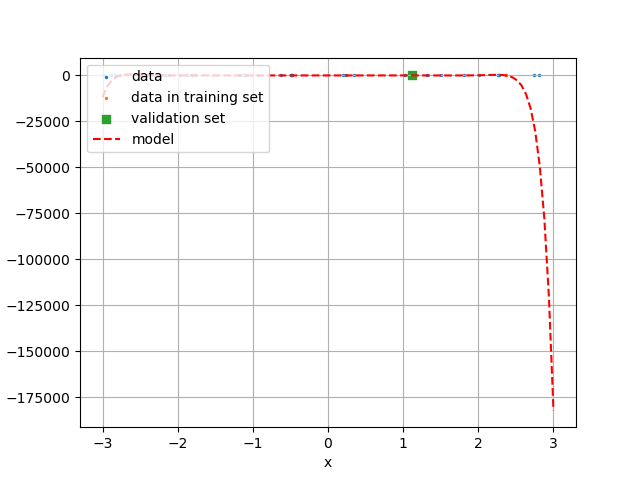 0
−25000
−50000
−75000
−100000
−125000
−150000
−175000
data
data in training set
validation set
model
−3 −2 −1 0 1 2 3
x